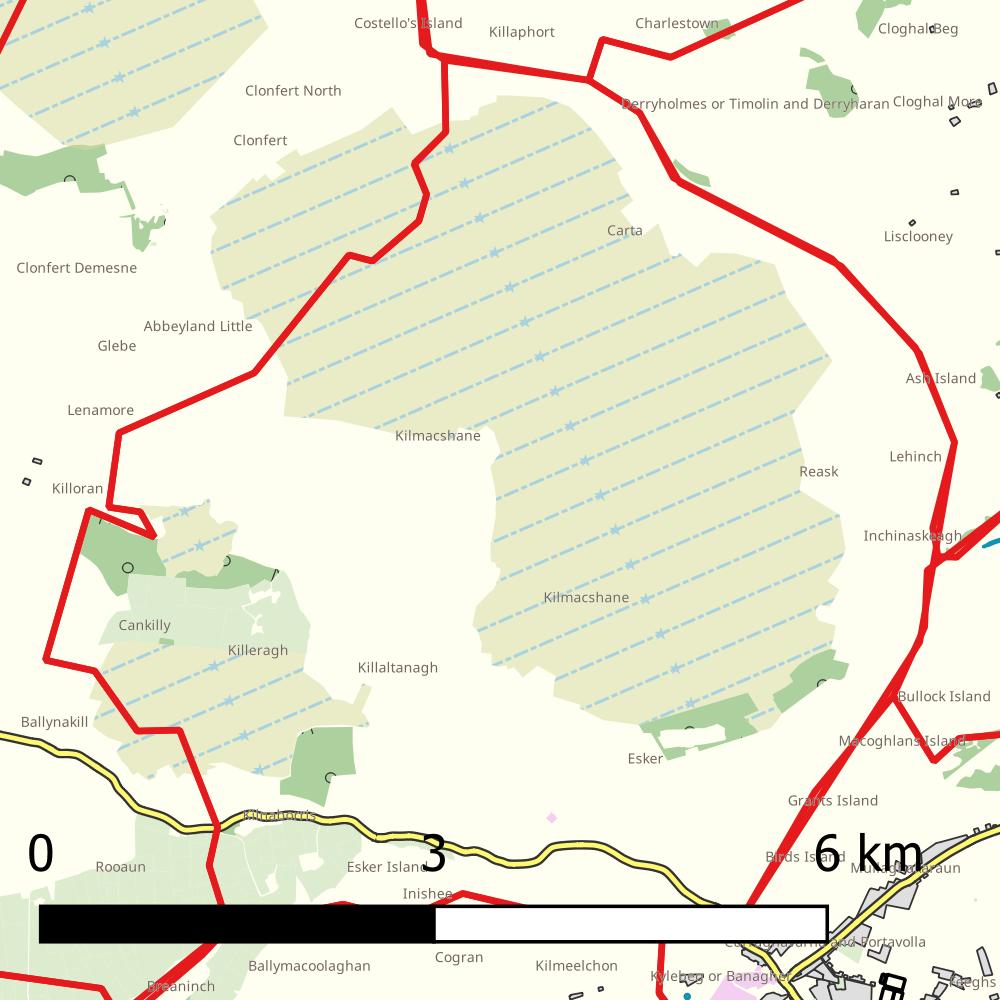 Costello's Island
Killaphort
Charlestown
Cloghal Beg
Clonfert North
Derryholmes or Timolin and Derryharan
Cloghal More
Clonfert
Carta
Lisclooney
Clonfert Demesne
Abbeyland Little
Glebe
Ash Island
Lenamore
Kilmacshane
Lehinch
Reask
Killoran
Inchinaskeagh
Kilmacshane
Cankilly
Killeragh
Killaltanagh
Bullock Island
Ballynakill
Macoghlans Island
Esker
Grants Island
Kilnaborris
0
3
6 km
Birds Island
Rooaun
Esker Island
Inishee
Cogran
Ballymacoolaghan
Kilmeelchon
Kylebeg or Banagher
Breaninch